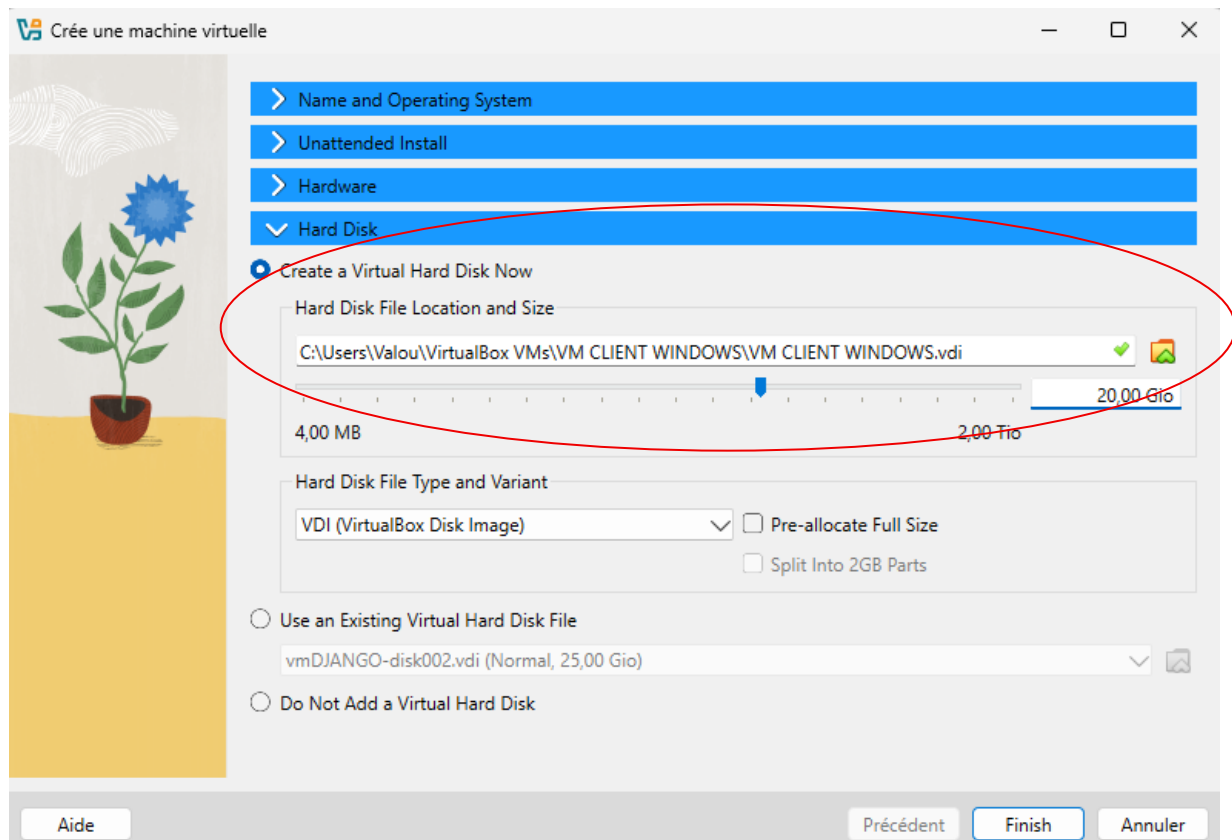 Crée une machine virtuelle
Name and Operating System
Unattended Install
Hardware
Hard Disk
Create a Virtual Hard Disk Now
Hard Disk File Location and Size
C:\Users\Valou\VirtualBox VMs\VM CLIENT WINDOWS\VM CLIENT WINDOWS.vdi
20,00 Gio
4,00 MB 2,00 Tio
Hard Disk File Type and Variant
VDI (VirtualBox Disk Image) Pre-allocate Full Size
Split Into 2GB Parts
Use an Existing Virtual Hard Disk File
vmDJANGO-disk002.vdi (Normal, 25,00 Gio)
Do Not Add a Virtual Hard Disk
Aide Précédent Finish Annuler